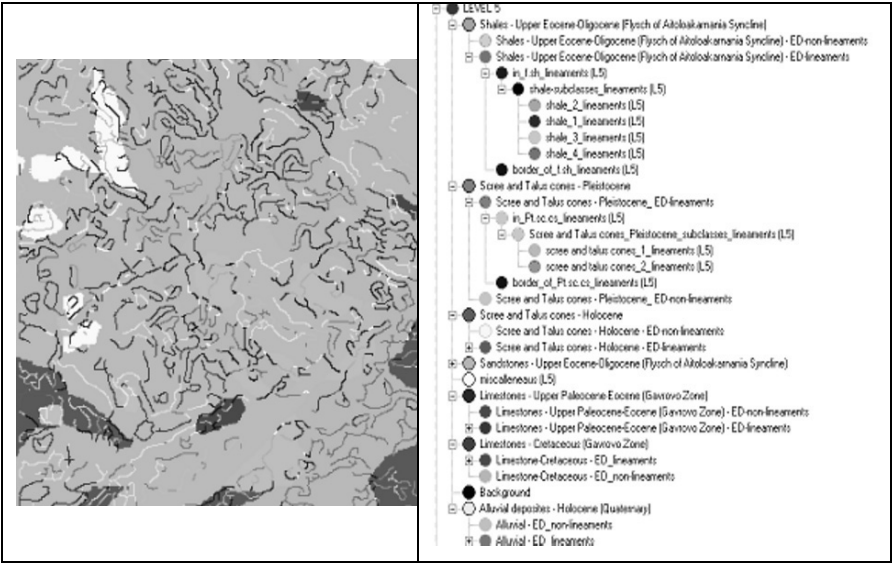 LEVEL 5
Shales - Upper Eocene-Oligocene (Flysch of Aitoloakarnania Syncline)
Shales - Upper Eocene-Oligocene (Flysch of Aitoloakarnania Syncline) - ED-non-lineaments
Shales - Upper Eocene-Oligocene (Flysch of Aitoloakarnania Syncline) - ED-lineaments
in_f.sh_lineaments (L5)
shale-subclasses_lineaments (L5)
shale_2_lineaments (L5)
shale_1_lineaments (L5)
shale_3_lineaments (L5)
shale_4_lineaments (L5)
border_of_f.sh_lineaments (L5)
Scree and Talus cones - Pleistocene
Scree and Talus cones - Pleistocene_ ED-lineaments
in_Pt.sc.cs_lineaments (L5)
Scree and Talus cones_Pleistocene_subclasses_lineaments (L5)
scree and talus cones_1_lineaments (L5)
scree and talus cones_2_lineaments (L5)
border_of_Pt.sc.cs_lineaments (L5)
Scree and Talus cones - Pleistocene_ ED-non-lineaments
Scree and Talus cones - Holocene
Scree and Talus cones - Holocene - ED-non-lineaments
Scree and Talus cones - Holocene - ED-lineaments
Sandstones - Upper Eocene-Oligocene (Flysch of Aitoloakarnania Syncline)
miscalleneaus (L5)
Limestones - Upper Paleocene Eocene (Gavrovo Zone)
Limestones - Upper Paleocene-Eocene (Gavrovo Zone) - ED-non-lineaments
Limestones - Upper Paleocene-Eocene (Gavrovo Zone) - ED-lineaments
Limestones - Cretaceous (Gavrovo Zone)
Limestone-Cretaceous - ED_lineaments
Limestone-Cretaceous - ED_non-lineaments
Background
Alluvial deposites - Holocene (Quaternary)
Alluvial - ED_non-lineaments
Alluvial - ED_lineaments